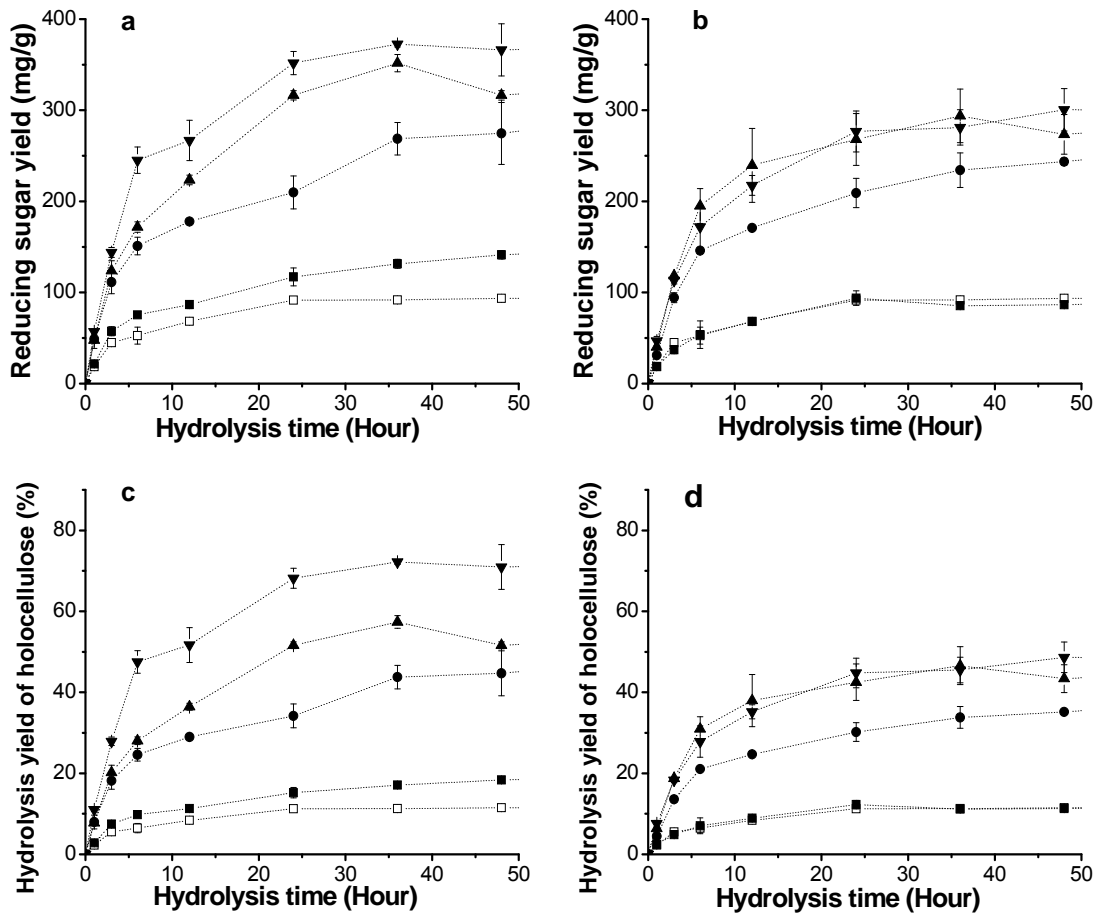 a
400
300
200
100
0
Reducing sugar yield (mg/g)
0 10 20 30 40 50
Hydrolysis time (Hour)
b
400
300
200
100
0
Reducing sugar yield (mg/g)
0 10 20 30 40 50
Hydrolysis time (Hour)
c
80
60
40
20
0
Hydrolysis yield of holocellulose (%)
0 10 20 30 40 50
Hydrolysis time (Hour)
d
80
60
40
20
0
Hydrolysis yield of holocellulose (%)
0 10 20 30 40 50
Hydrolysis time (Hour)